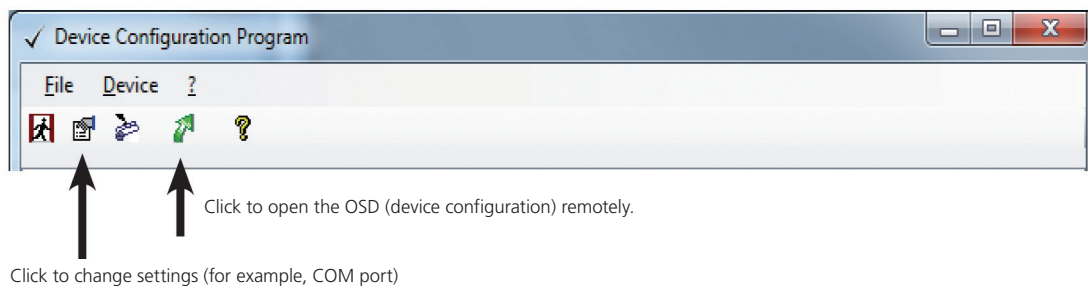 Device Configuration Program
File Device ?
Click to open the OSD (device configuration) remotely.
Click to change settings (for example, COM port)